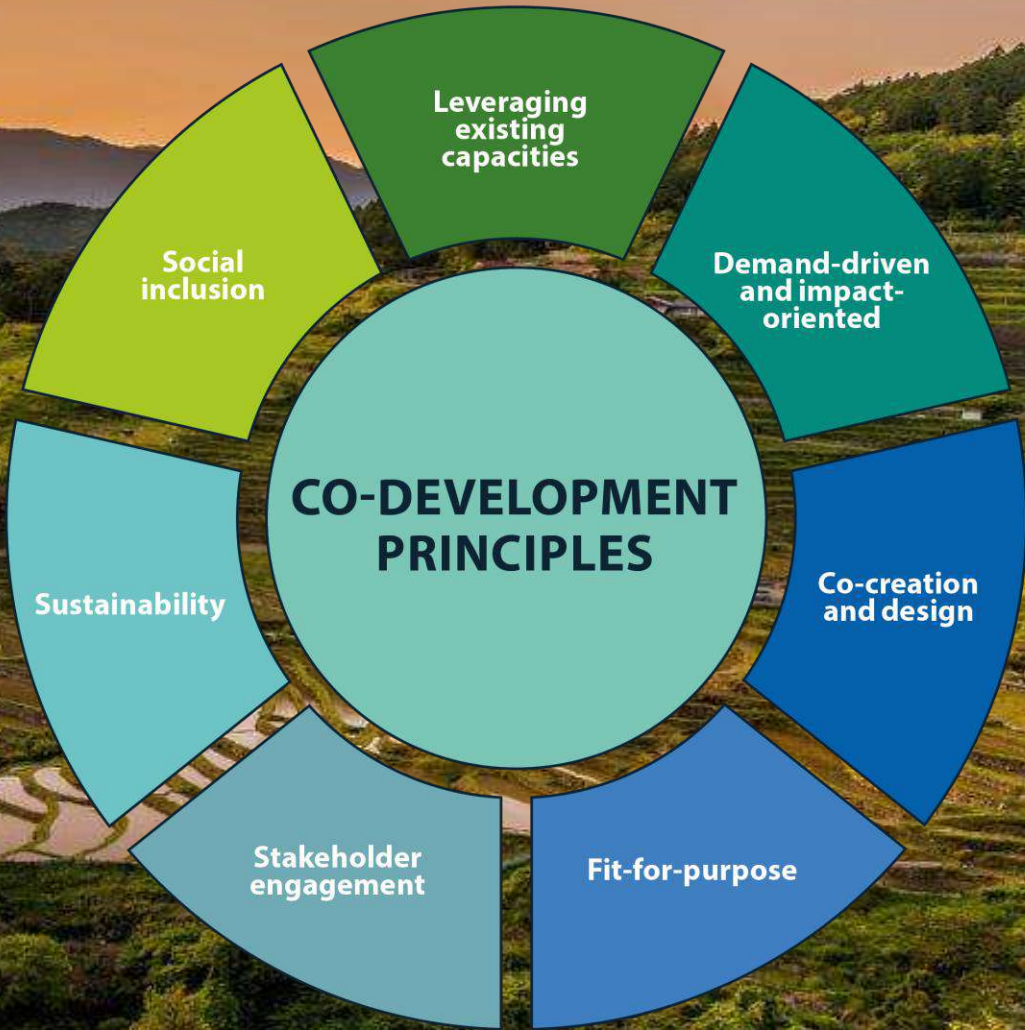 Leveraging
existing
capacities
Demand-driven
and impact-
oriented
Co-creation
and design
Fit-for-purpose
Stakeholder
engagement
Sustainability
Social
inclusion
CO-DEVELOPMENT
PRINCIPLES